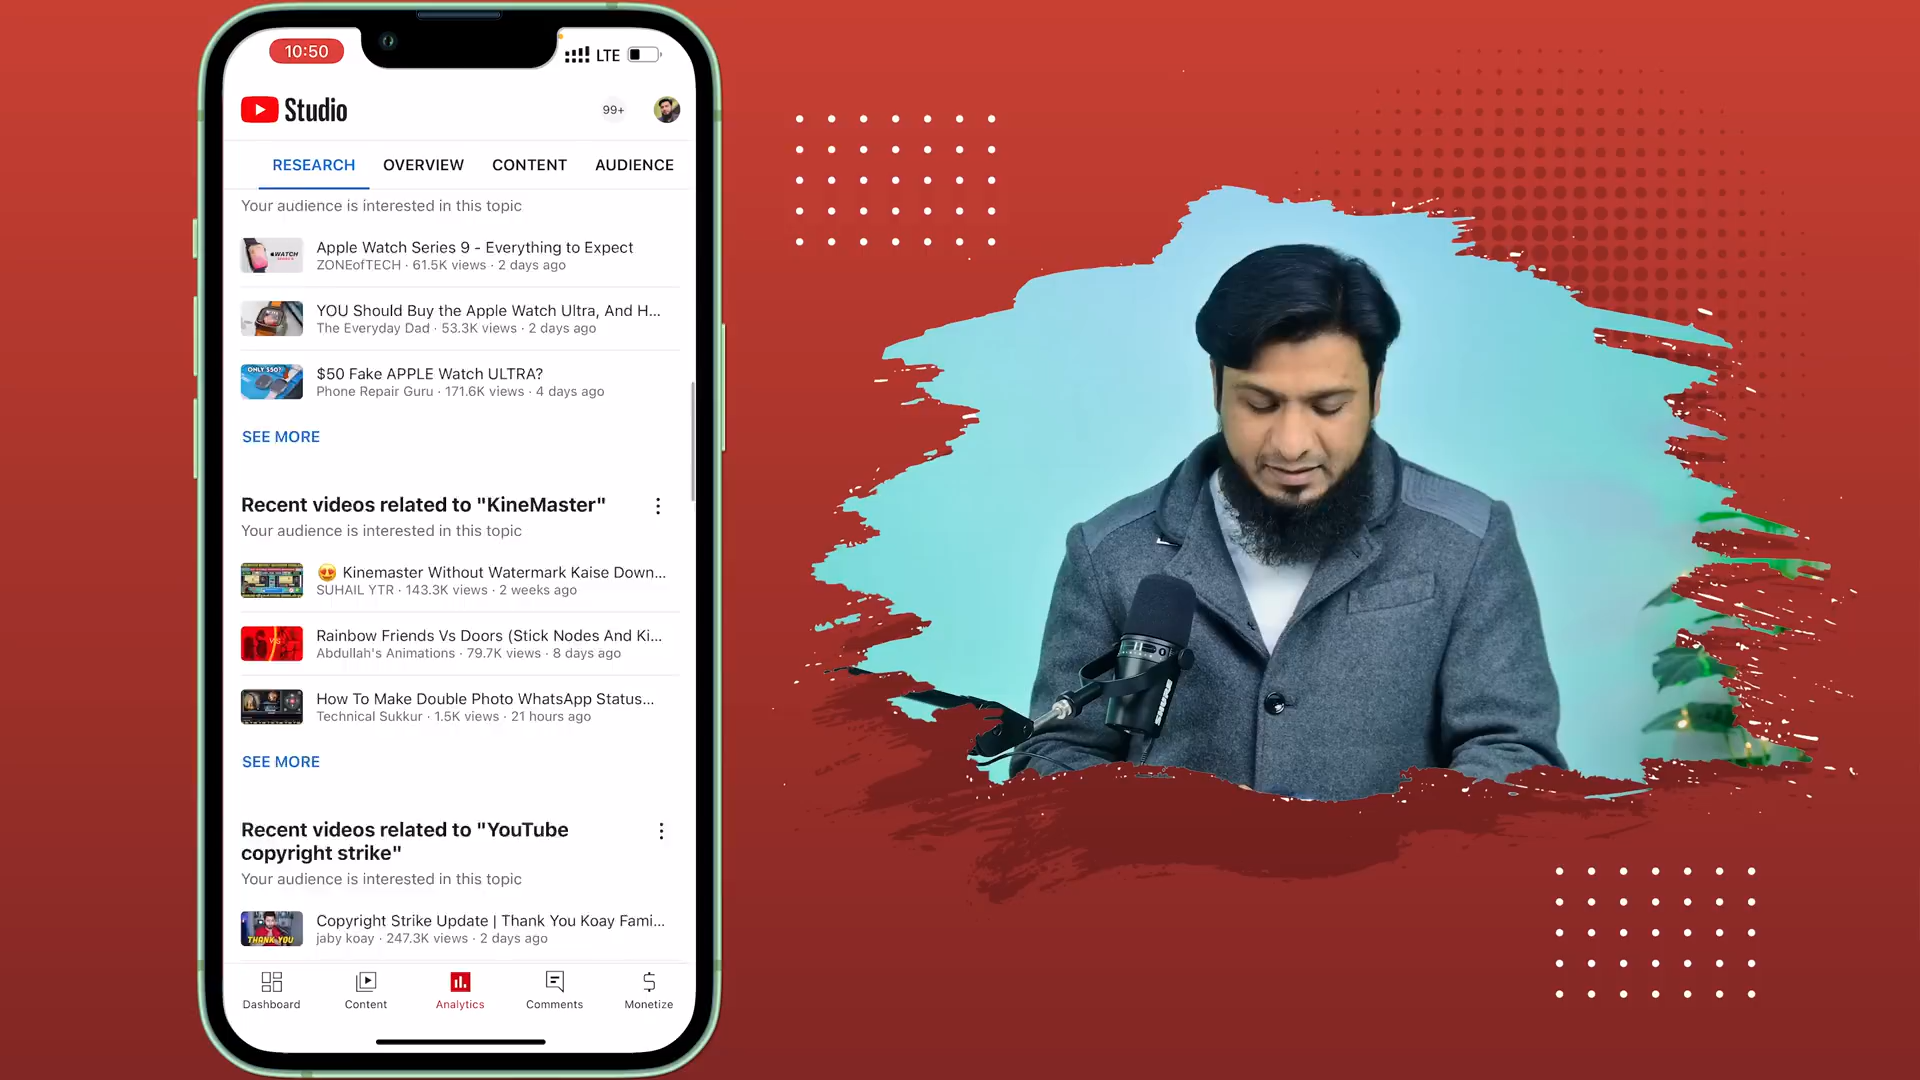 10:50
LTE
Studio
99+
RESEARCH OVERVIEW CONTENT AUDIENCE
Your audience is interested in this topic
Apple Watch Series 9 - Everything to Expect
ZONEofTECH · 61.5K views · 2 days ago
YOU Should Buy the Apple Watch Ultra, And H...
The Everyday Dad · 53.3K views · 2 days ago
ONLY $50?
$50 Fake APPLE Watch ULTRA?
Phone Repair Guru · 171.6K views · 4 days ago
SEE MORE
Recent videos related to "KineMaster"
Your audience is interested in this topic
😍 Kinemaster Without Watermark Kaise Down...
SUHAIL YTR · 143.3K views · 2 weeks ago
Rainbow Friends Vs Doors (Stick Nodes And Ki...
Abdullah's Animations · 79.7K views · 8 days ago
How To Make Double Photo WhatsApp Status...
Technical Sukkur · 1.5K views · 21 hours ago
SEE MORE
Recent videos related to "YouTube
copyright strike"
Your audience is interested in this topic
THANK YOU
Copyright Strike Update | Thank You Koay Fami...
jaby koay · 247.3K views · 2 days ago
Dashboard Content Analytics Comments Monetize
SHURE